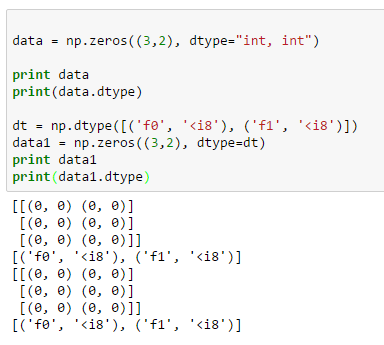 data = np.zeros((3,2), dtype="int, int")
print data
print(data.dtype)
dt = np.dtype([('f0', '<i8'), ('f1', '<i8')])
data1 = np.zeros((3,2), dtype=dt)
print data1
print(data1.dtype)
[[(0, 0) (0, 0)]
 [(0, 0) (0, 0)]
 [(0, 0) (0, 0)]]
[('f0', '<i8'), ('f1', '<i8')]
[[(0, 0) (0, 0)]
 [(0, 0) (0, 0)]
 [(0, 0) (0, 0)]]
[('f0', '<i8'), ('f1', '<i8')]